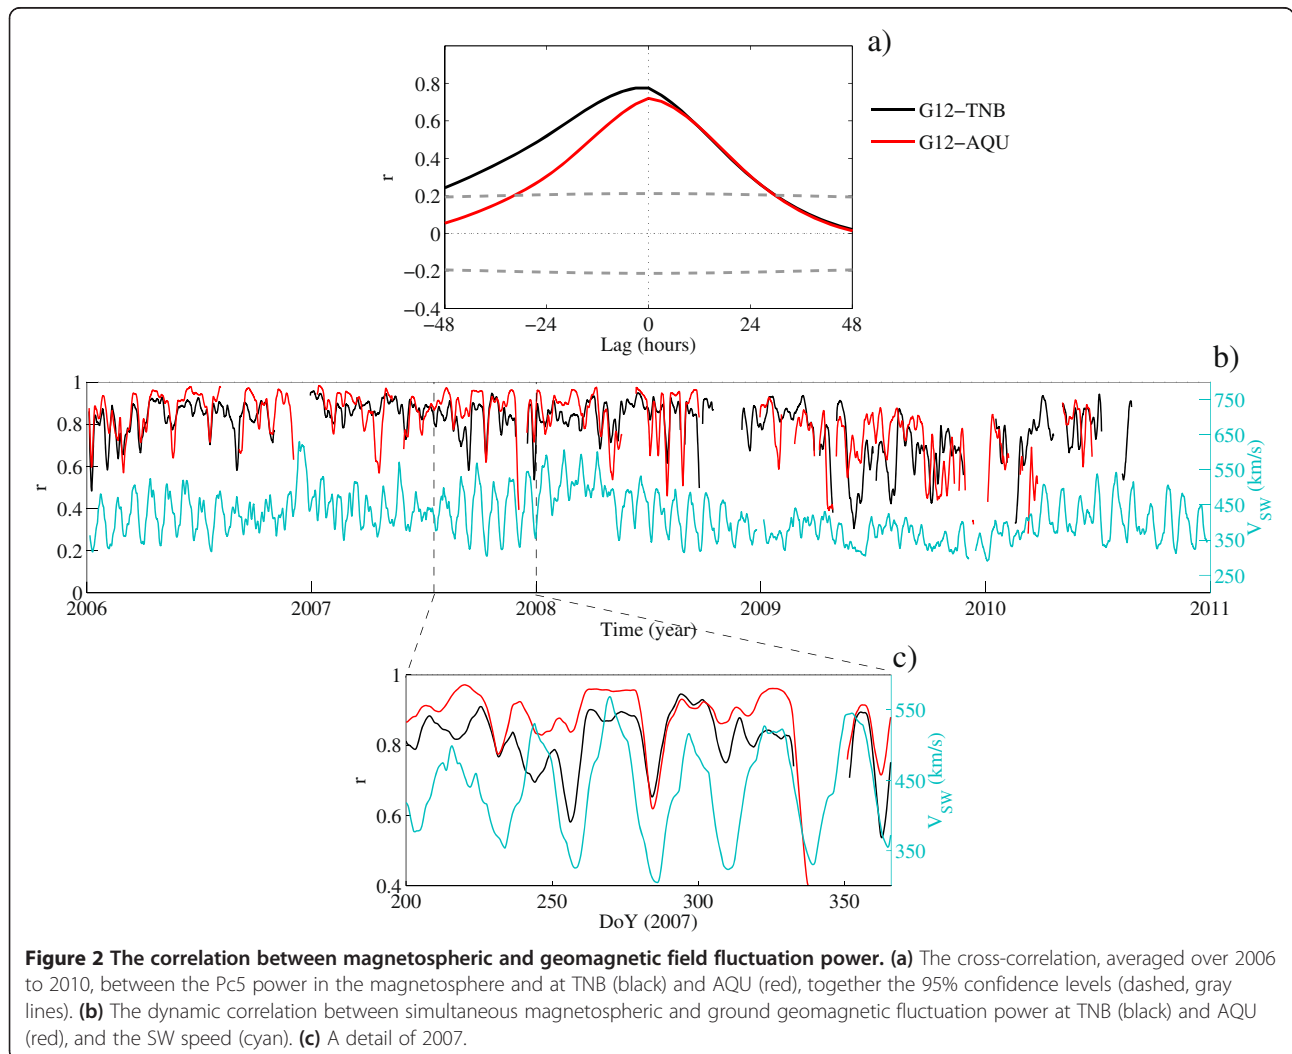 a)
0.8
0.6
0.4
0.2
0
−0.2
−0.4
r
−48
−24
0
24
48
Lag (hours)
G12−TNB
G12−AQU
b)
1
0.8
0.6
0.4
0.2
0
r
750
650
550
450
350
250
V_SW (km/s)
2006
2007
2008
2009
2010
2011
Time (year)
c)
1
0.8
0.6
0.4
r
550
450
350
V_SW (km/s)
200
250
300
350
DoY (2007)
Figure 2 The correlation between magnetospheric and geomagnetic field fluctuation power. (a) The cross-correlation, averaged over 2006
to 2010, between the Pc5 power in the magnetosphere and at TNB (black) and AQU (red), together the 95% confidence levels (dashed, gray
lines). (b) The dynamic correlation between simultaneous magnetospheric and ground geomagnetic fluctuation power at TNB (black) and AQU
(red), and the SW speed (cyan). (c) A detail of 2007.